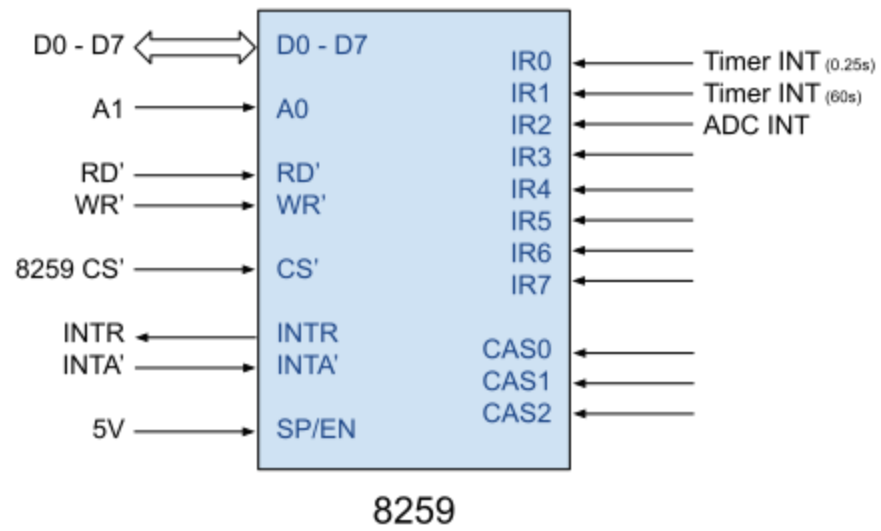 D0 - D7 D0 - D7
IR0 Timer INT (0.25s)
IR1 Timer INT (60s)
A1 A0
IR2 ADC INT
IR3
RD' RD'
IR4
WR' WR'
IR5
IR6
8259 CS' CS'
IR7
INTR INTR
CAS0
INTA' INTA'
CAS1
CAS2
5V SP/EN
8259